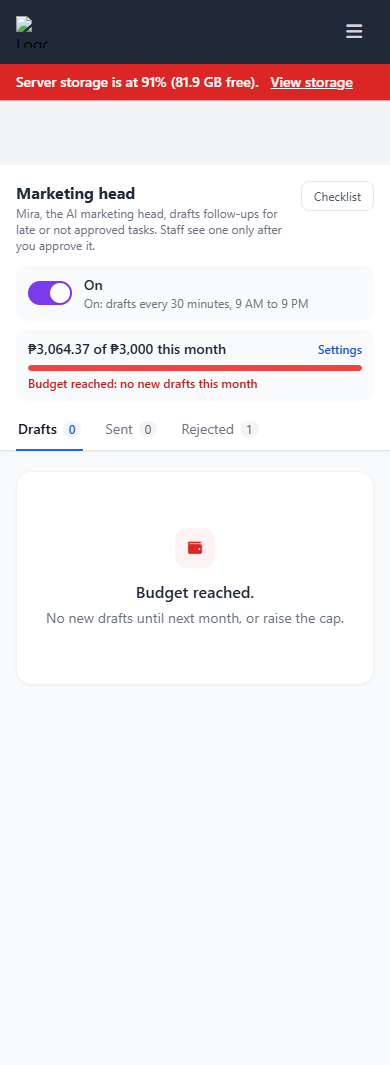 Logo
Server storage is at 91% (81.9 GB free). View storage
Marketing head
Checklist
Mira, the AI marketing head, drafts follow-ups for
late or not approved tasks. Staff see one only after
you approve it.
On
On: drafts every 30 minutes, 9 AM to 9 PM
₱3,064.37 of ₱3,000 this month
Settings
Budget reached: no new drafts this month
Drafts 0 Sent 0 Rejected 1
Budget reached.
No new drafts until next month, or raise the cap.